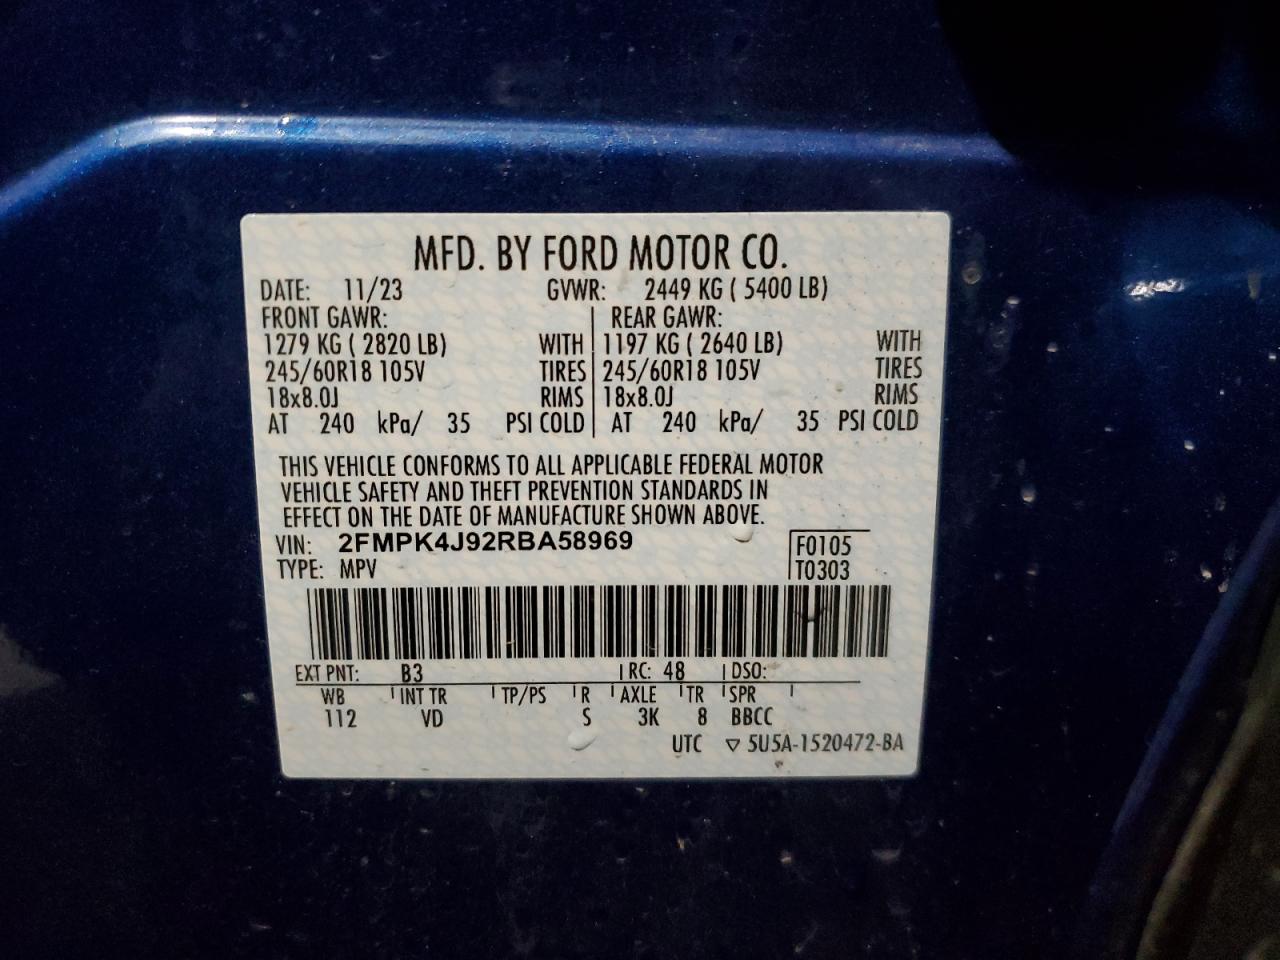 MFD. BY FORD MOTOR CO.
DATE: 11/23 GVWR: 2449 KG ( 5400 LB)
FRONT GAWR: REAR GAWR:
1279 KG ( 2820 LB) WITH 1197 KG ( 2640 LB) WITH
245/60R18 105V TIRES 245/60R18 105V TIRES
18x8.0J RIMS 18x8.0J RIMS
AT 240 kPa/ 35 PSI COLD AT 240 kPa/ 35 PSI COLD
THIS VEHICLE CONFORMS TO ALL APPLICABLE FEDERAL MOTOR
VEHICLE SAFETY AND THEFT PREVENTION STANDARDS IN
EFFECT ON THE DATE OF MANUFACTURE SHOWN ABOVE.
VIN: 2FMPK4J92RBA58969 F0105
TYPE: MPV T0303
EXT PNT: B3 RC: 48 DSO:
WB INT TR TP/PS R AXLE TR SPR
112 VD S 3K 8 BBCC
UTC ▽ 5U5A-1520472-BA